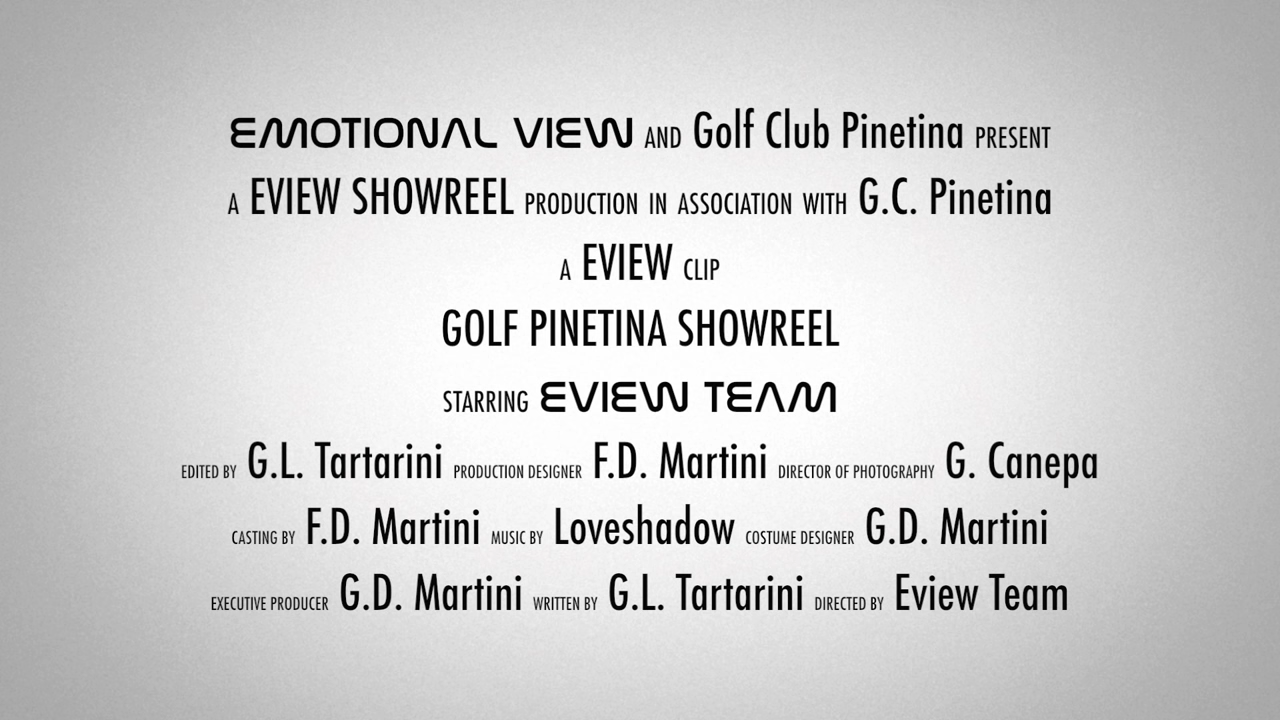 EMOTIONAL VIEW AND Golf Club Pinetina PRESENT
A EVIEW SHOWREEL PRODUCTION IN ASSOCIATION WITH G.C. Pinetina
A EVIEW CLIP
GOLF PINETINA SHOWREEL
STARRING EVIEW TEAM
EDITED BY G.L. Tartarini PRODUCTION DESIGNER F.D. Martini DIRECTOR OF PHOTOGRAPHY G. Canepa
CASTING BY F.D. Martini MUSIC BY Loveshadow COSTUME DESIGNER G.D. Martini
EXECUTIVE PRODUCER G.D. Martini WRITTEN BY G.L. Tartarini DIRECTED BY Eview Team